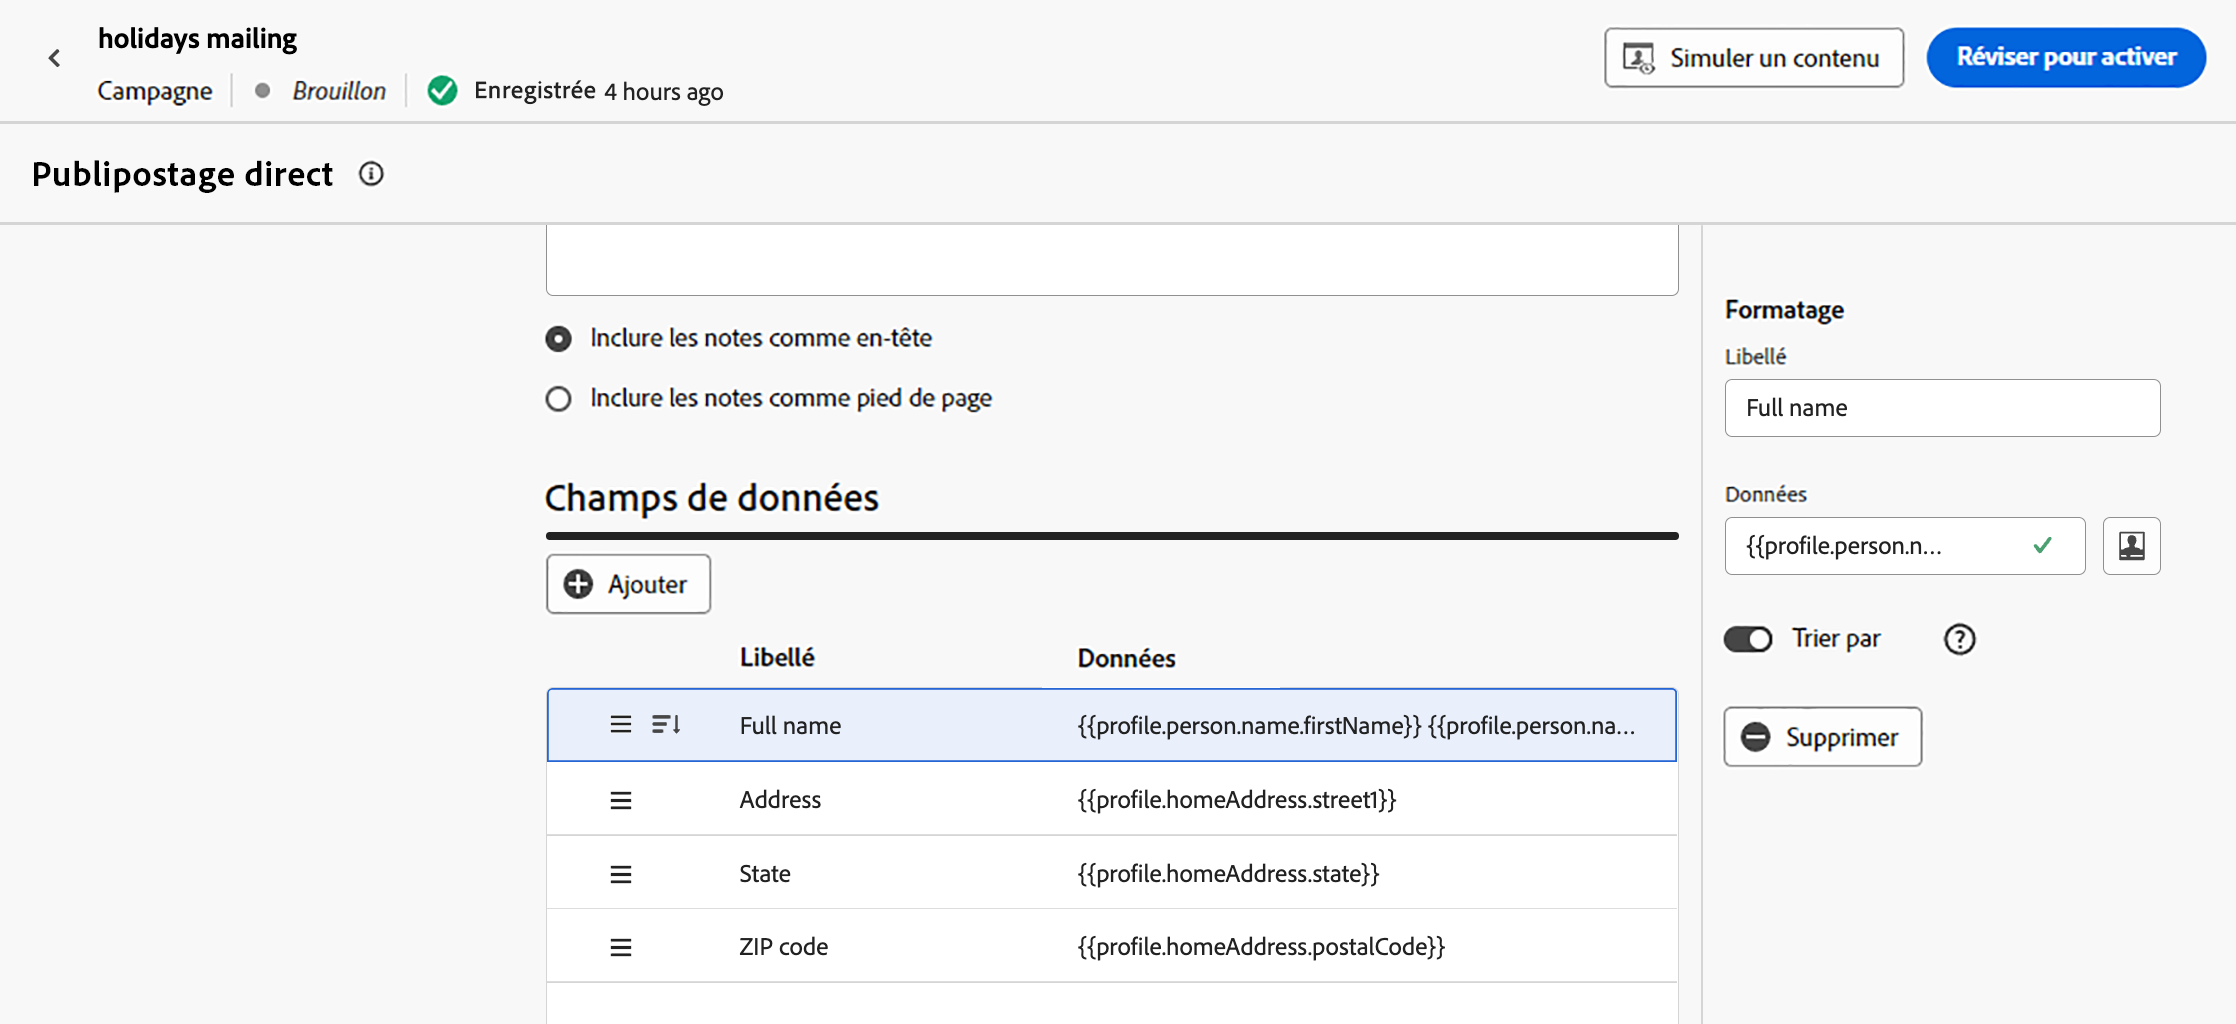 holidays mailing
Campagne Brouillon Enregistrée 4 hours ago
Simuler un contenu
Réviser pour activer
Publipostage direct
Inclure les notes comme en-tête
Inclure les notes comme pied de page
Champs de données
Ajouter
Libellé Données
Full name {{profile.person.name.firstName}} {{profile.person.na...
Address {{profile.homeAddress.street1}}
State {{profile.homeAddress.state}}
ZIP code {{profile.homeAddress.postalCode}}
Formatage
Libellé
Full name
Données
{{profile.person.n...
Trier par
Supprimer